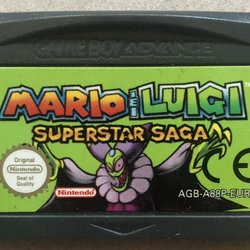 GAME BOY ADVANCE
MARIO & LUIGI
SUPERSTAR SAGA
Original
Nintendo
Seal of
Quality
Nintendo
CE
AGB-A88P-EUR